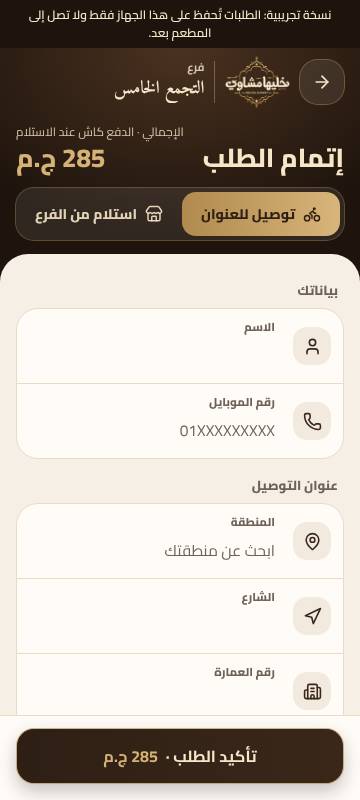 نسخة تجريبية: الطلبات تُحفظ على هذا الجهاز فقط ولا تصل إلى
المطعم بعد.
خليها مشاوي
فرع
التجمع الخامس
الإجمالي · الدفع كاش عند الاستلام
إتمام الطلب
285 ج.م
توصيل للعنوان
استلام من الفرع
بياناتك
الاسم
رقم الموبايل
01XXXXXXXXX
عنوان التوصيل
المنطقة
ابحث عن منطقتك
الشارع
رقم العمارة
تأكيد الطلب · 285 ج.م